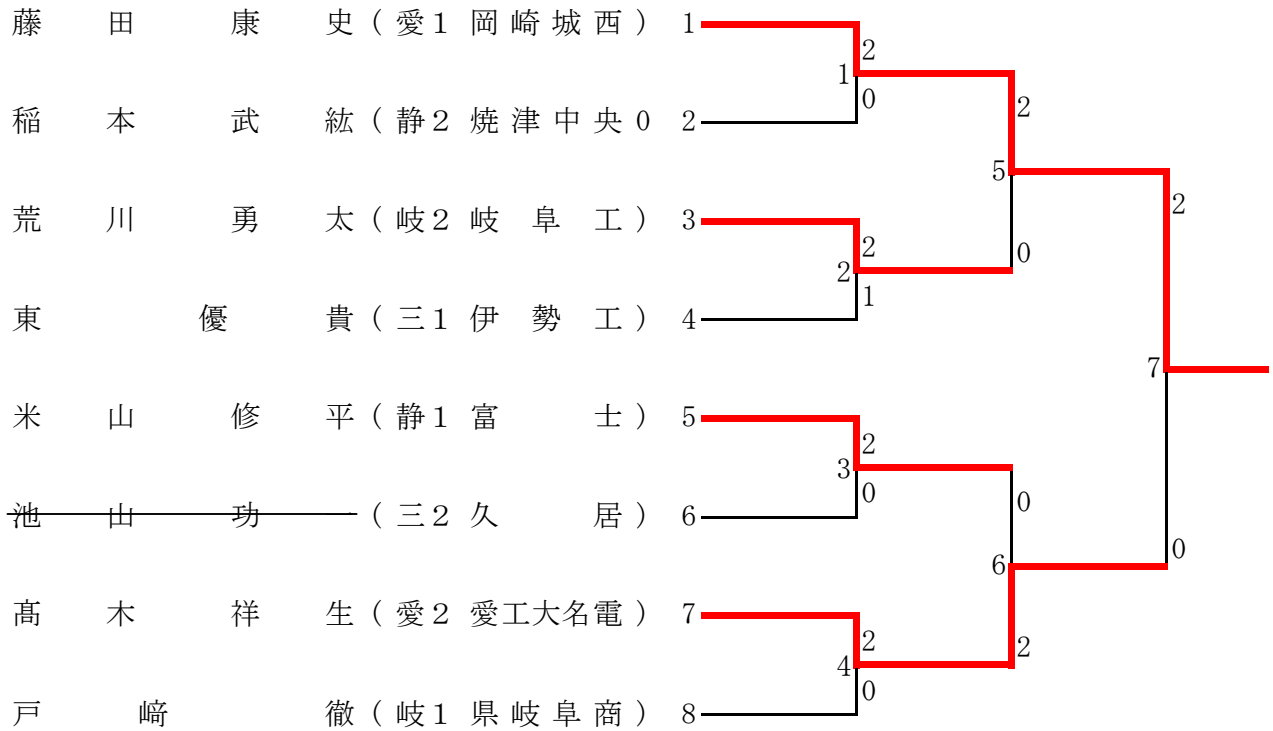 藤田康史(愛1 岡崎城西) 1
2
1
0
2
稲本武紘(静2 焼津中央0 2
5
2
荒川勇太(岐2 岐阜工) 3
2
0
2
1
東優貴(三1 伊勢工) 4
7
米山修平(静1 富士) 5
2
3
0
0
池山功 (三2 久居) 6
0
6
髙木祥生(愛2 愛工大名電) 7
2
2
4
0
戸﨑徹(岐1 県岐阜商) 8